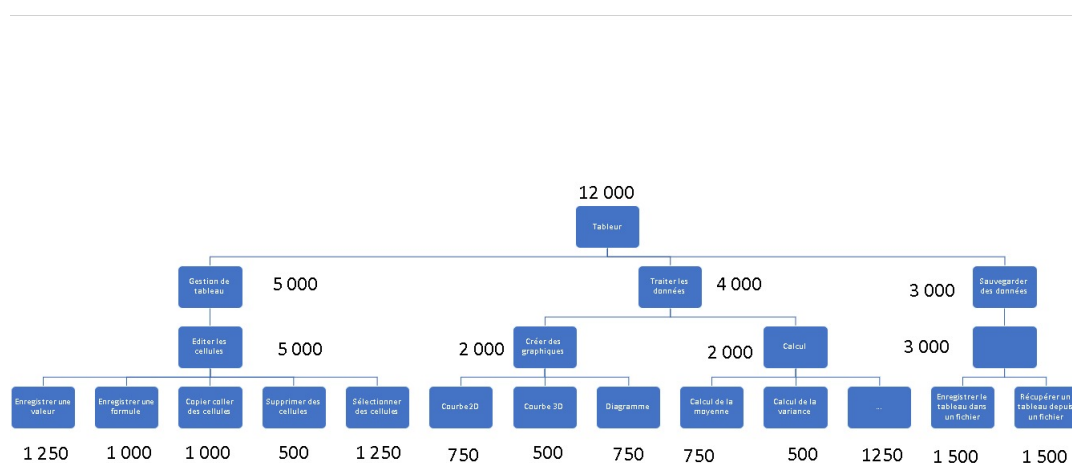 12 000
Tableur
Gestion de
tableau
5 000
Traiter les
données
4 000
3 000
Sauvegarder
des données
Editer les
cellules
5 000
2 000
Créer des
graphiques
2 000
Calcul
3 000
Enregistrer une
valeur
Enregistrer une
formule
Copier coller
des cellules
Supprimer des
cellules
Sélectionner
des cellules
Courbe2D
Courbe 3D
Diagramme
Calcul de la
moyenne
Calcul de la
variance
...
Enregistrer le
tableau dans
un fichier
Récupérer un
tableau depuis
un fichier
1 250
1 000
1 000
500
1 250
750
500
750
750
500
1250
1 500
1 500